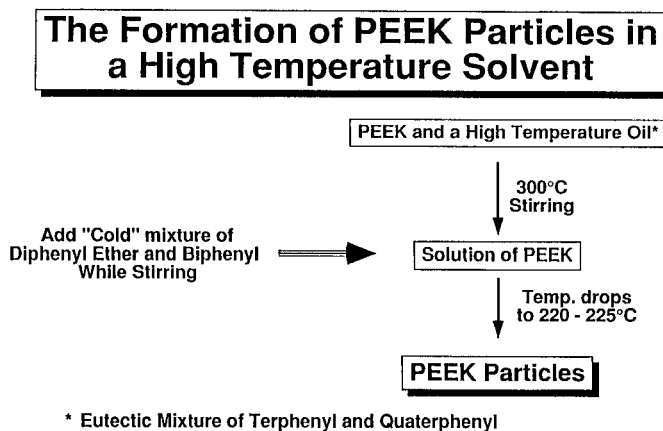 The Formation of PEEK Particles in
a High Temperature Solvent
PEEK and a High Temperature Oil*
300°C
Stirring
Add "Cold" mixture of
Diphenyl Ether and Biphenyl
While Stirring
Solution of PEEK
Temp. drops
to 220 - 225°C
PEEK Particles
* Eutectic Mixture of Terphenyl and Quaterphenyl